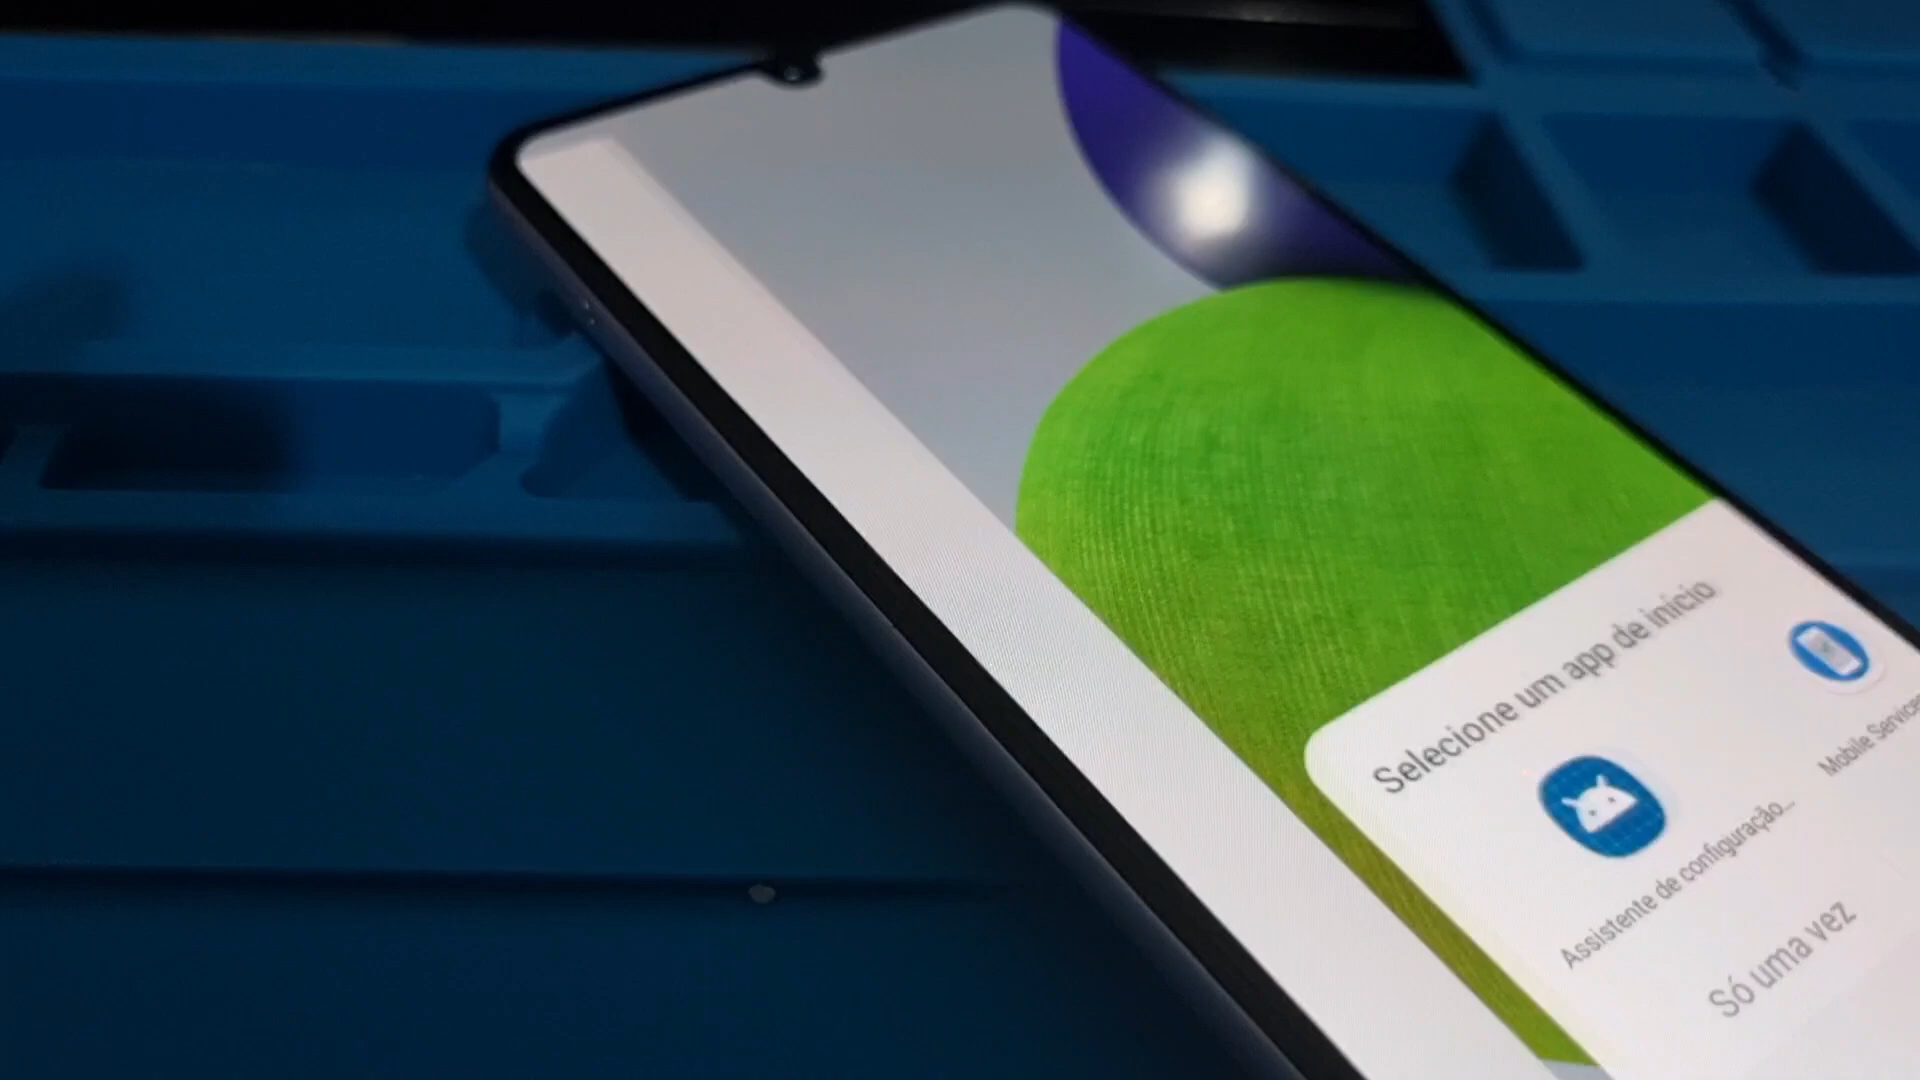 Selecione um app de início
Assistente de configuração...
Mobile Services
Só uma vez